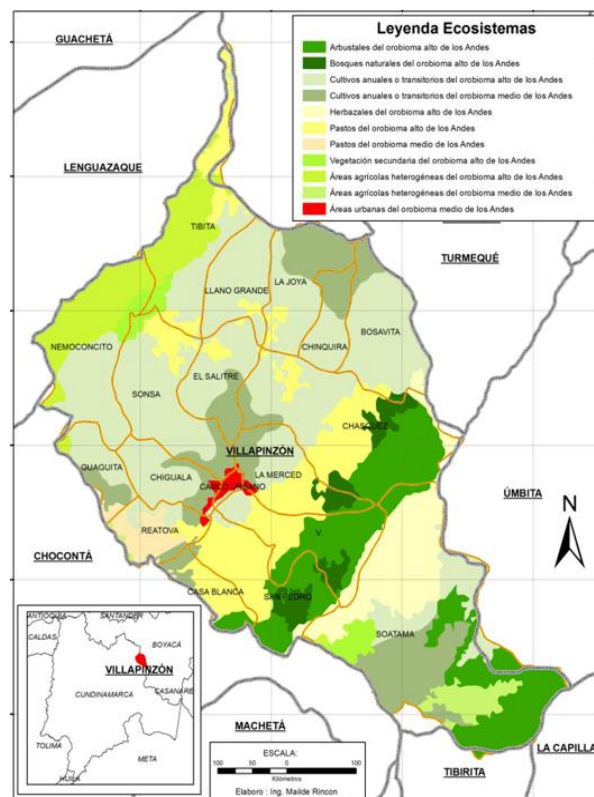 Leyenda Ecosistemas
Arbustales del orobioma alto de los Andes
Bosques naturales del orobioma alto de los Andes
Cultivos anuales o transitorios del orobioma alto de los Andes
Cultivos anuales o transitorios del orobioma medio de los Andes
Herbazales del orobioma alto de los Andes
Pastos del orobioma alto de los Andes
Pastos del orobioma medio de los Andes
Vegetación secundaria del orobioma alto de los Andes
Áreas agrícolas heterogéneas del orobioma alto de los Andes
Áreas agrícolas heterogéneas del orobioma medio de los Andes
Áreas urbanas del orobioma medio de los Andes
GUACHETÁ
LENGUAZAQUE
TURMEQUÉ
TIBITA
LLANO GRANDE
LA JOYA
BOSAVITA
CHINQUIRA
NEMOCONCITO
EL SALITRE
SONSA
CHASQUEZ
VILLAPINZÓN
GUAGUITA
CHIGUALA
LA MERCED
CASCO URBANO
ÚMBITA
N
REATOVA
V.
CHOCONTÁ
CASA BLANCA
SAN PEDRO
SOATAMA
ANTIOQUIA
SANTANDER
CALDAS
BOYACÁ
VILLAPINZÓN
CUNDINAMARCA
CASANARE
TOLIMA
META
HUILA
MACHETÁ
LA CAPILLA
TIBIRITA
ESCALA:
100 50 0 100
Kilómetros
Elaboro : Ing. Mailde Rincon